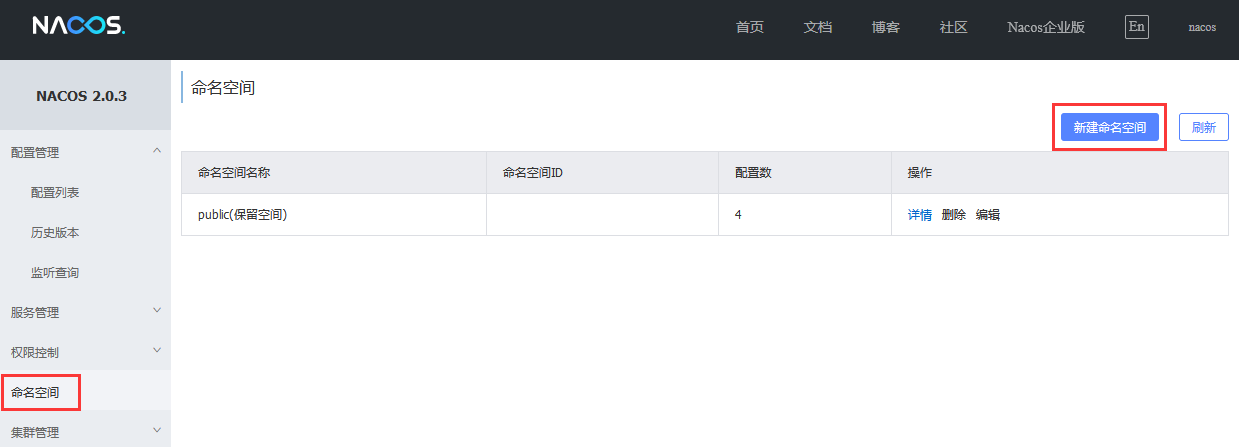 NACOS.
首页 文档 博客 社区 Nacos企业版 En nacos
NACOS 2.0.3
配置管理
配置列表
历史版本
监听查询
服务管理
权限控制
命名空间
集群管理
命名空间
新建命名空间 刷新
命名空间名称 命名空间ID 配置数 操作
public(保留空间) 4 详情 删除 编辑